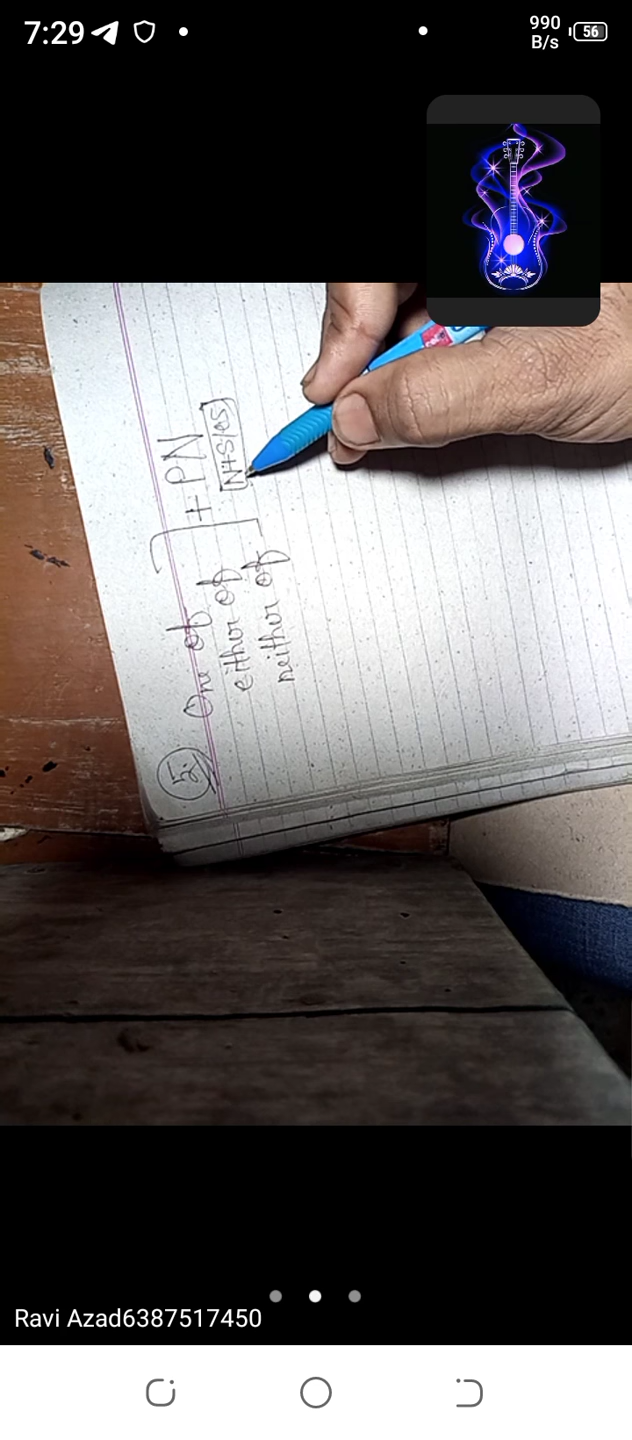 7:29
990
B/s
56
5.
One of
either of
neither of
+ PN
N+S/es
Ravi Azad6387517450